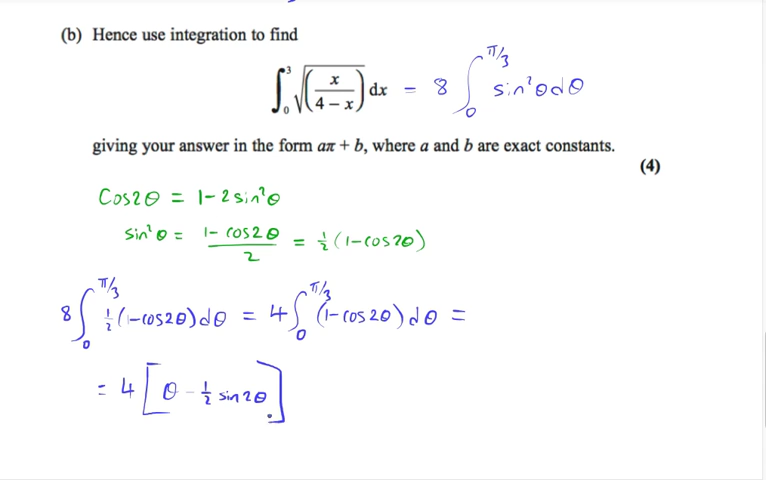 (b) Hence use integration to find
∫₀³ √(x/(4 − x)) dx = 8 ∫₀^(π/3) sin²θdθ
giving your answer in the form aπ + b, where a and b are exact constants.
(4)
Cos2θ = 1 - 2sin²θ
sin²θ = (1 - cos2θ)/2 = ½(1-cos2θ)
8 ∫₀^(π/3) ½(1-cos2θ)dθ = 4 ∫₀^(π/3) (1-cos2θ)dθ =
= 4 [θ - ½ sin2θ]